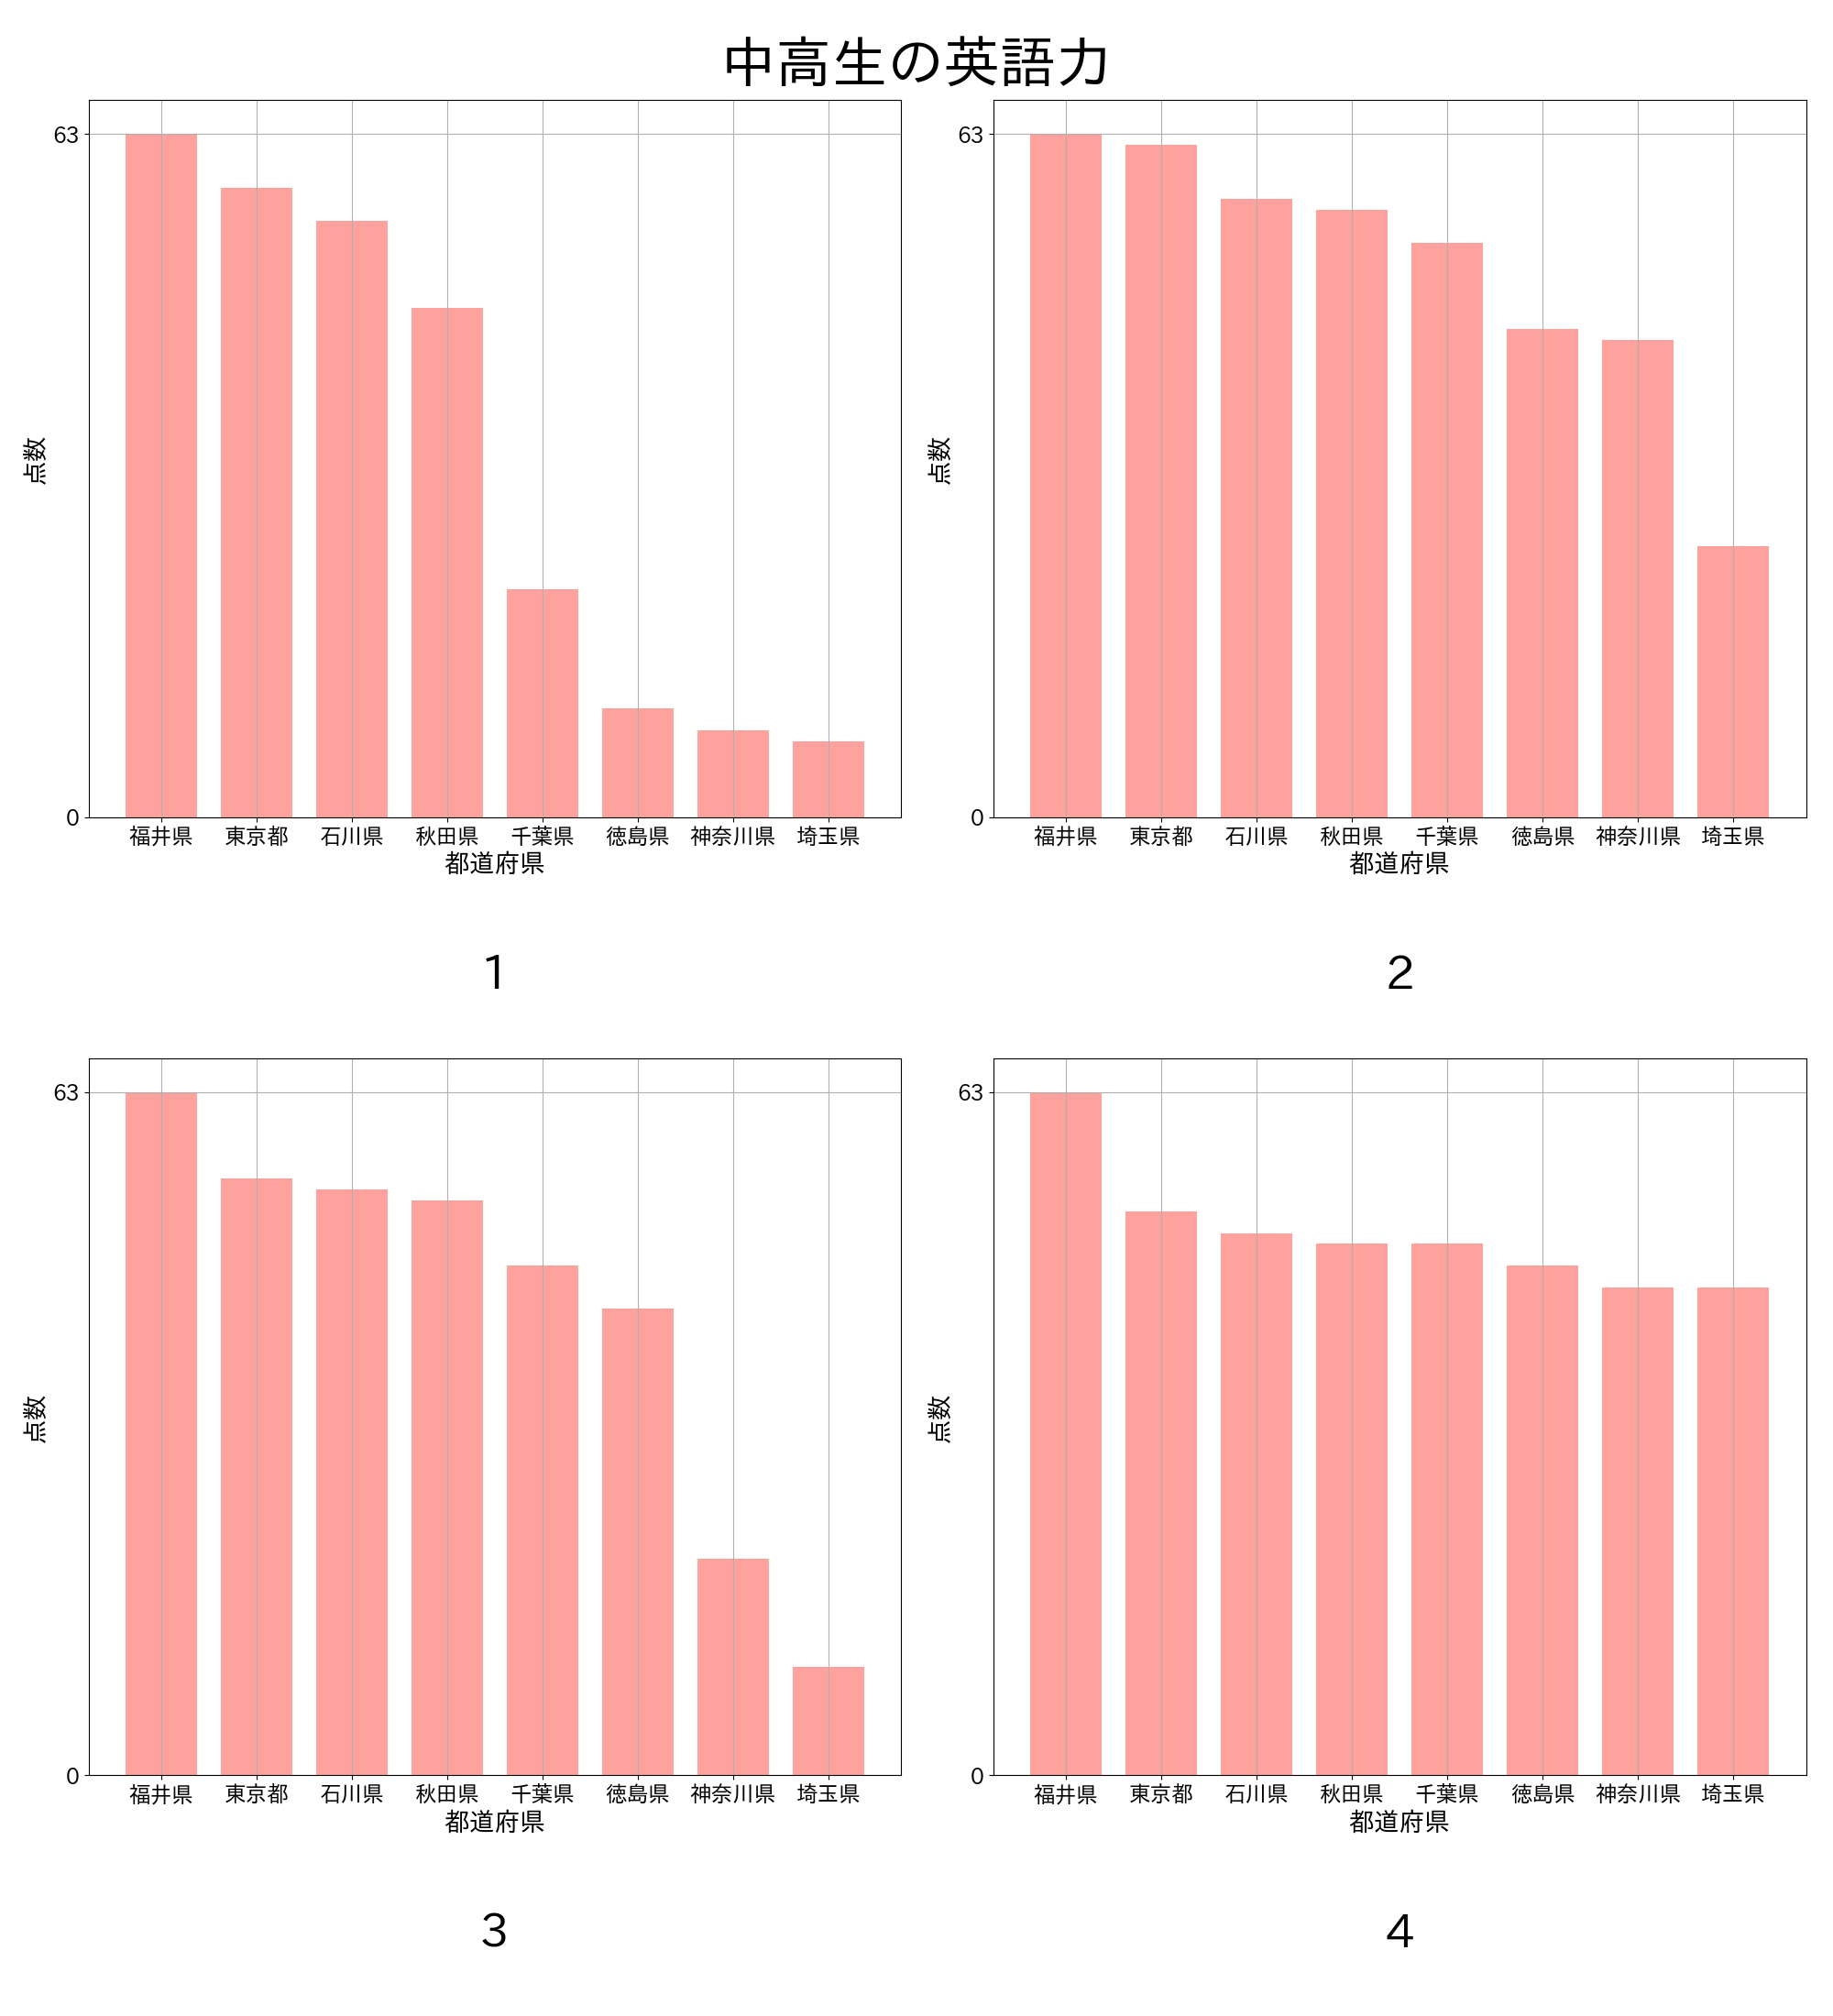 中高生の英語力
63
点数
0
福井県 東京都 石川県 秋田県 千葉県 徳島県 神奈川県 埼玉県
都道府県
1
63
点数
0
福井県 東京都 石川県 秋田県 千葉県 徳島県 神奈川県 埼玉県
都道府県
2
63
点数
0
福井県 東京都 石川県 秋田県 千葉県 徳島県 神奈川県 埼玉県
都道府県
3
63
点数
0
福井県 東京都 石川県 秋田県 千葉県 徳島県 神奈川県 埼玉県
都道府県
4